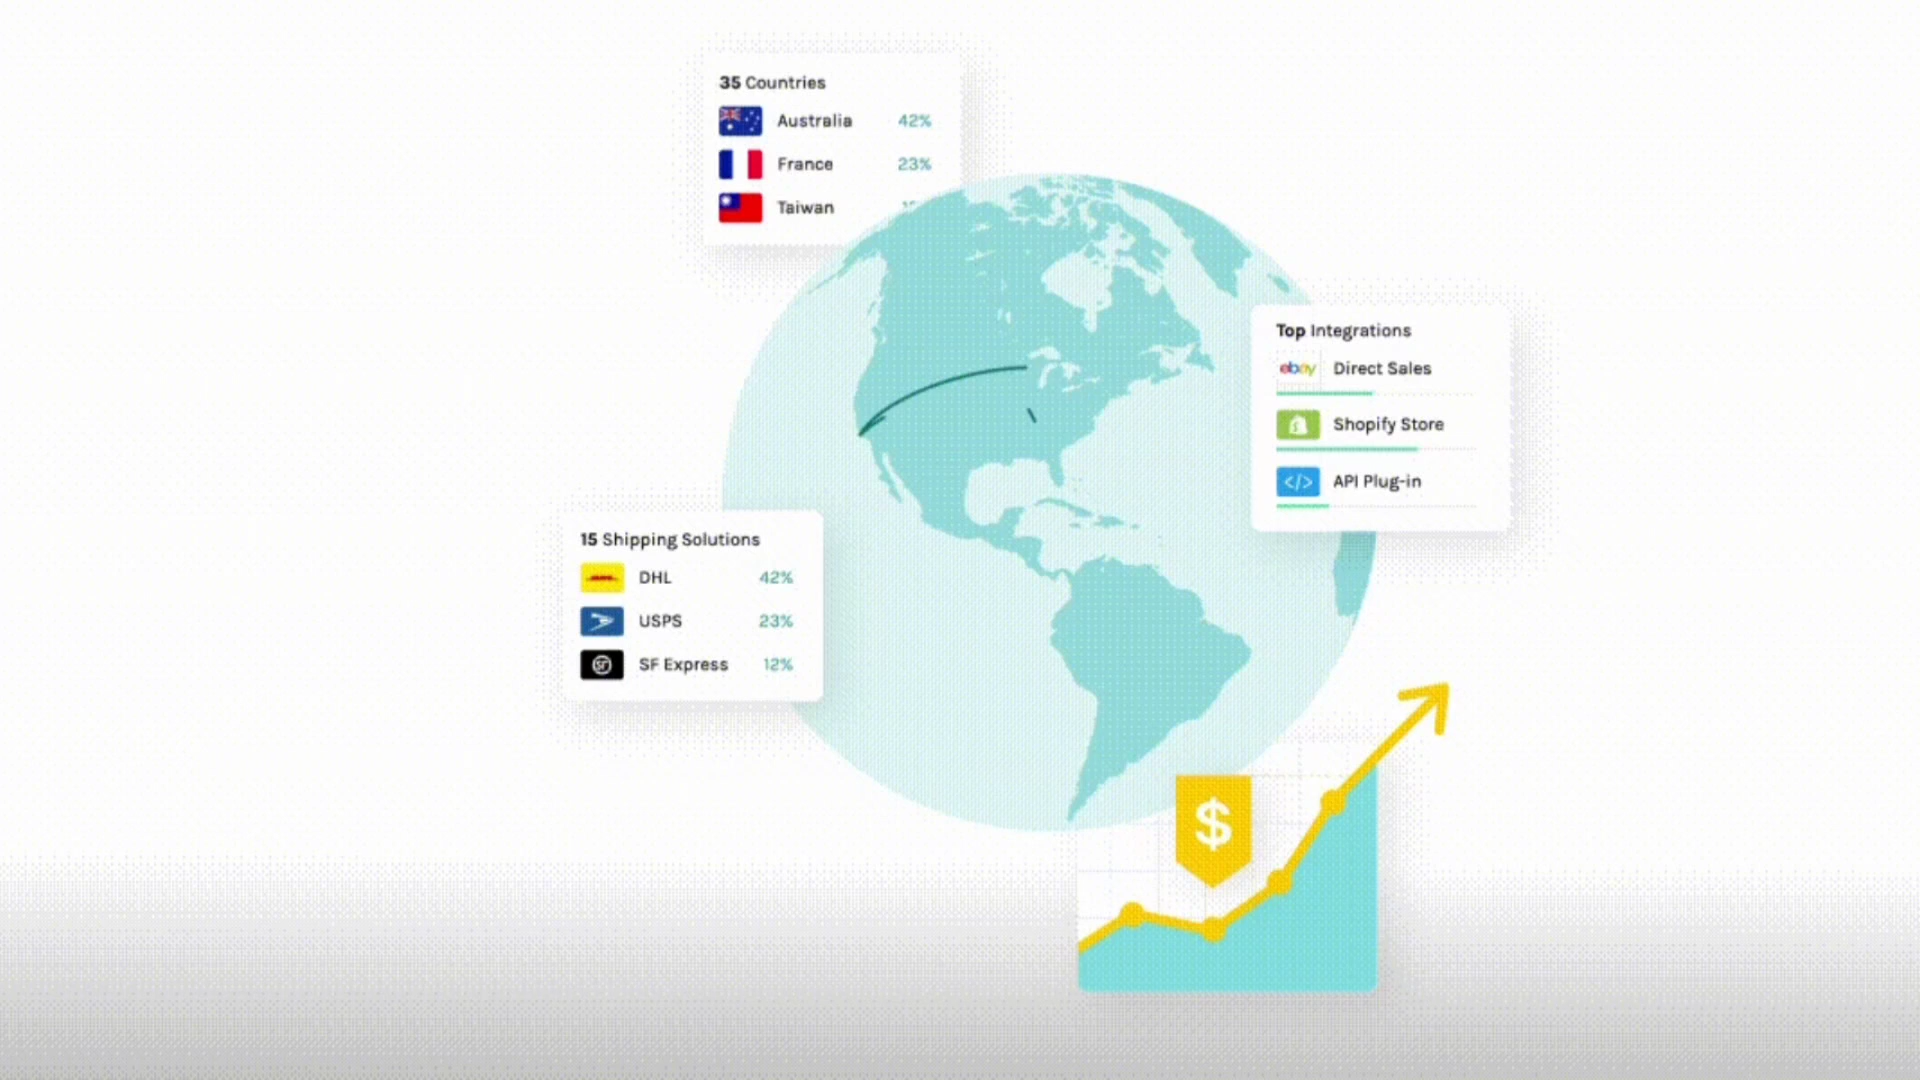 35 Countries
Australia 42%
France 23%
Taiwan
Top Integrations
ebay Direct Sales
Shopify Store
</> API Plug-in
15 Shipping Solutions
DHL 42%
USPS 23%
SF SF Express 12%
$